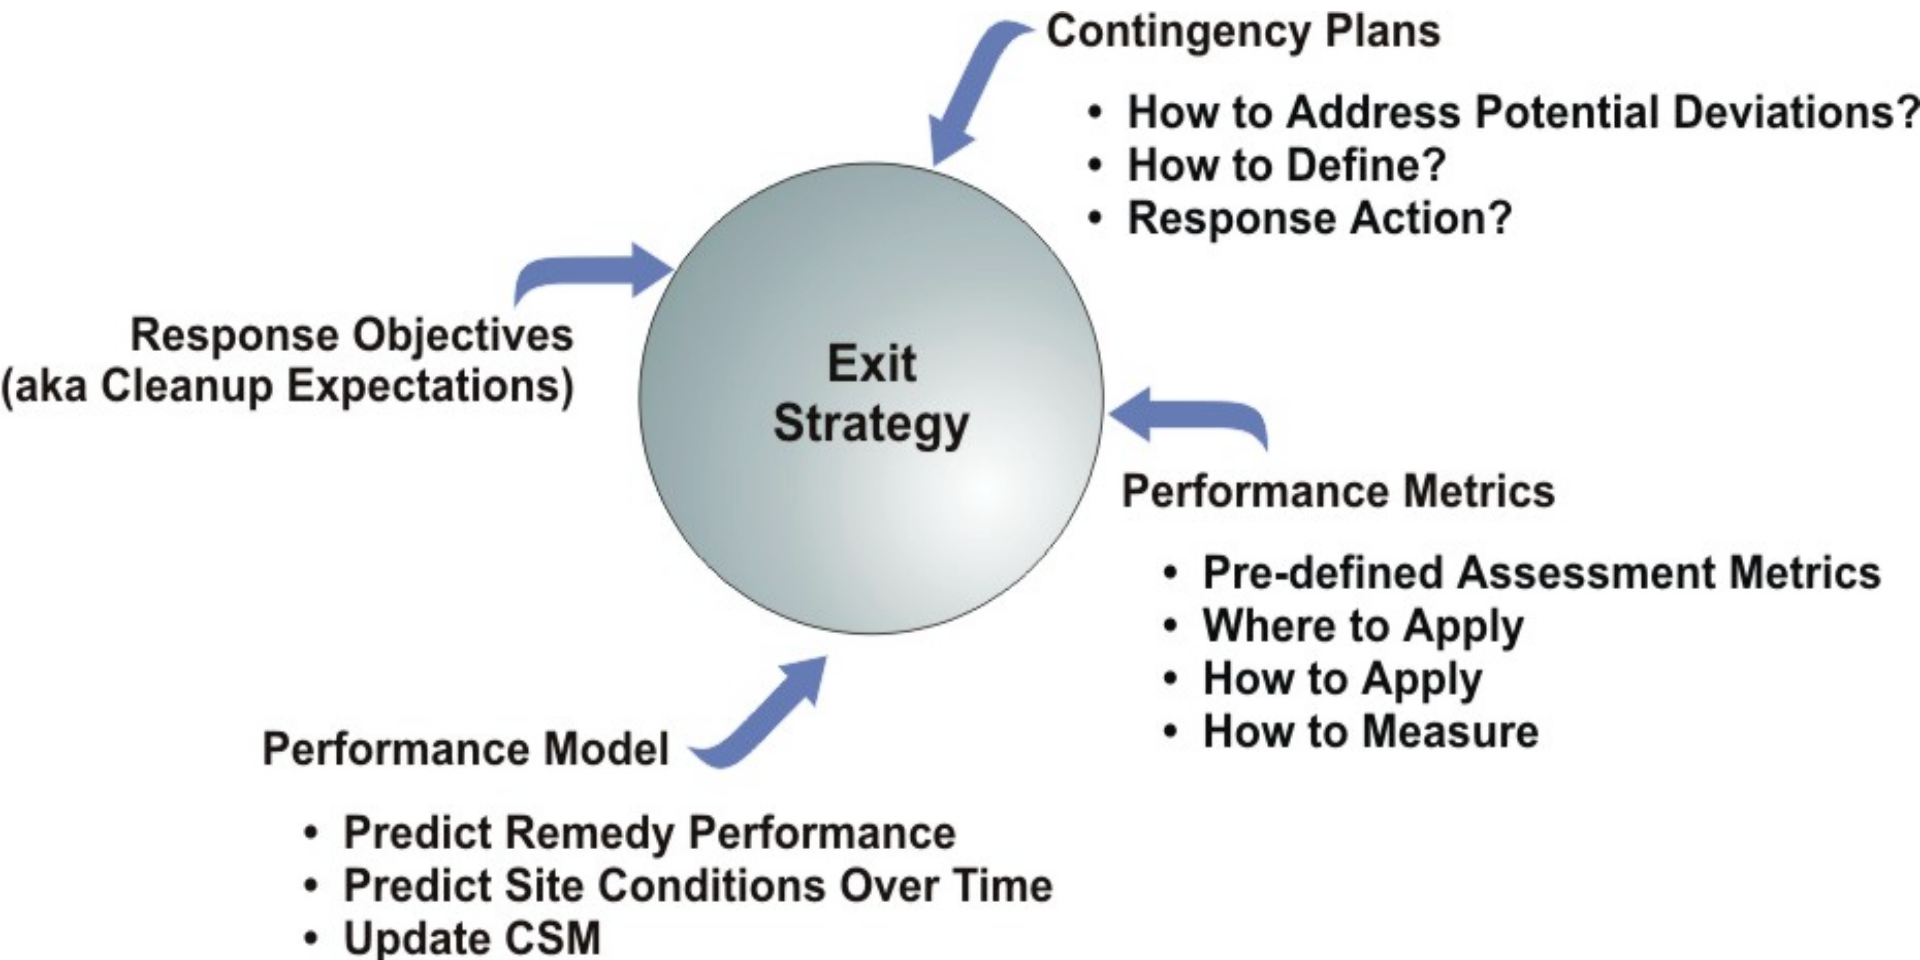 Contingency Plans
• How to Address Potential Deviations?
• How to Define?
• Response Action?
Response Objectives
(aka Cleanup Expectations)
Exit
Strategy
Performance Metrics
• Pre-defined Assessment Metrics
• Where to Apply
• How to Apply
• How to Measure
Performance Model
• Predict Remedy Performance
• Predict Site Conditions Over Time
• Update CSM